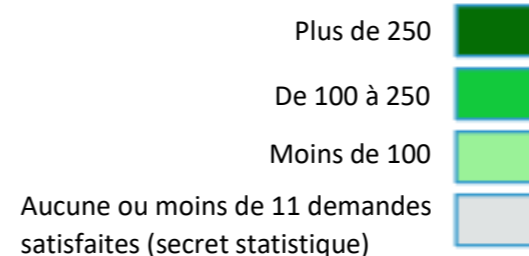 Plus de 250
De 100 à 250
Moins de 100
Aucune ou moins de 11 demandes
satisfaites (secret statistique)